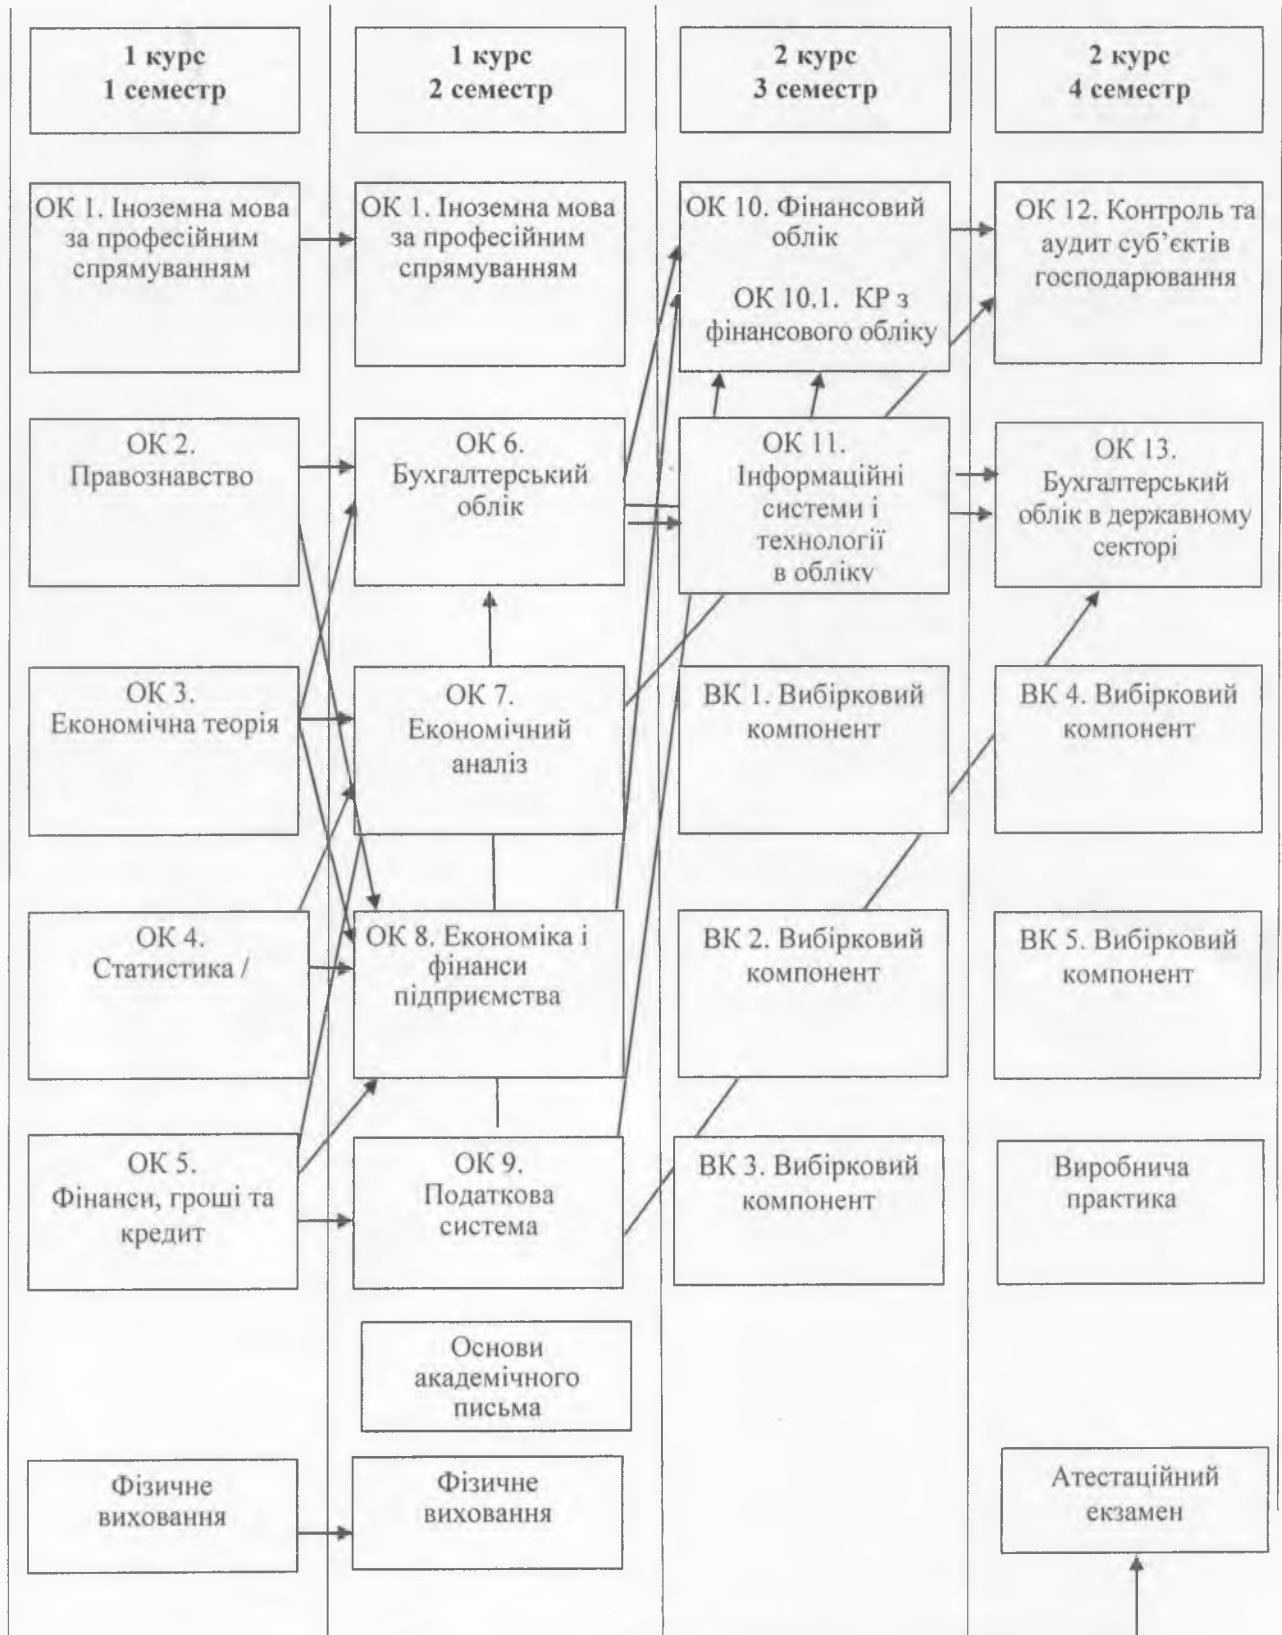 1 курс
1 семестр
1 курс
2 семестр
2 курс
3 семестр
2 курс
4 семестр
ОК 1. Іноземна мова
за професійним
спрямуванням
ОК 1. Іноземна мова
за професійним
спрямуванням
ОК 10. Фінансовий
облік
ОК 10.1. КР з
фінансового обліку
ОК 12. Контроль та
аудит суб’єктів
господарювання
ОК 2.
Правознавство
ОК 6.
Бухгалтерський
облік
ОК 11.
Інформаційні
системи і
технології
в обліку
ОК 13.
Бухгалтерський
облік в державному
секторі
ОК 3.
Економічна теорія
ОК 7.
Економічний
аналіз
ВК 1. Вибірковий
компонент
ВК 4. Вибірковий
компонент
ОК 4.
Статистика /
ОК 8. Економіка і
фінанси
підприємства
ВК 2. Вибірковий
компонент
ВК 5. Вибірковий
компонент
ОК 5.
Фінанси, гроші та
кредит
ОК 9.
Податкова
система
ВК 3. Вибірковий
компонент
Виробнича
практика
Основи
академічного
письма
Фізичне
виховання
Фізичне
виховання
Атестаційний
екзамен